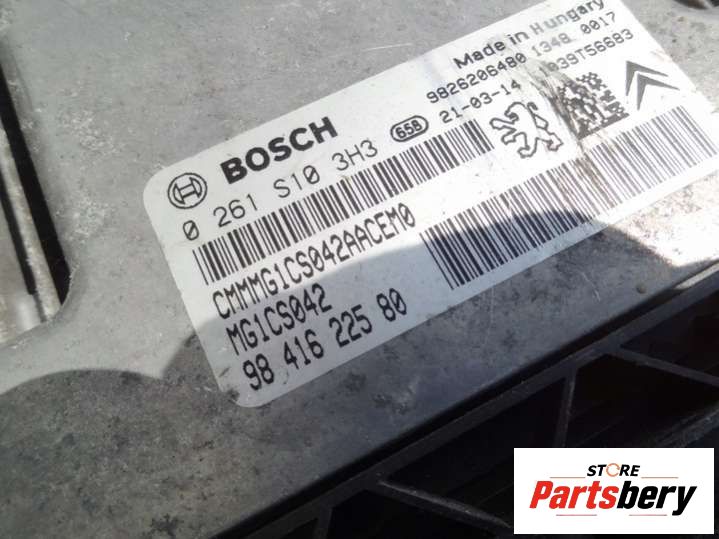 Made in Hungary
9826206480 1348 0017
658 21-03-14 039T56683
BOSCH
0 261 S10 3H3
CMMMG1CS042AACEM0
MG1CS042
98 416 225 80
STORE
Partsbery